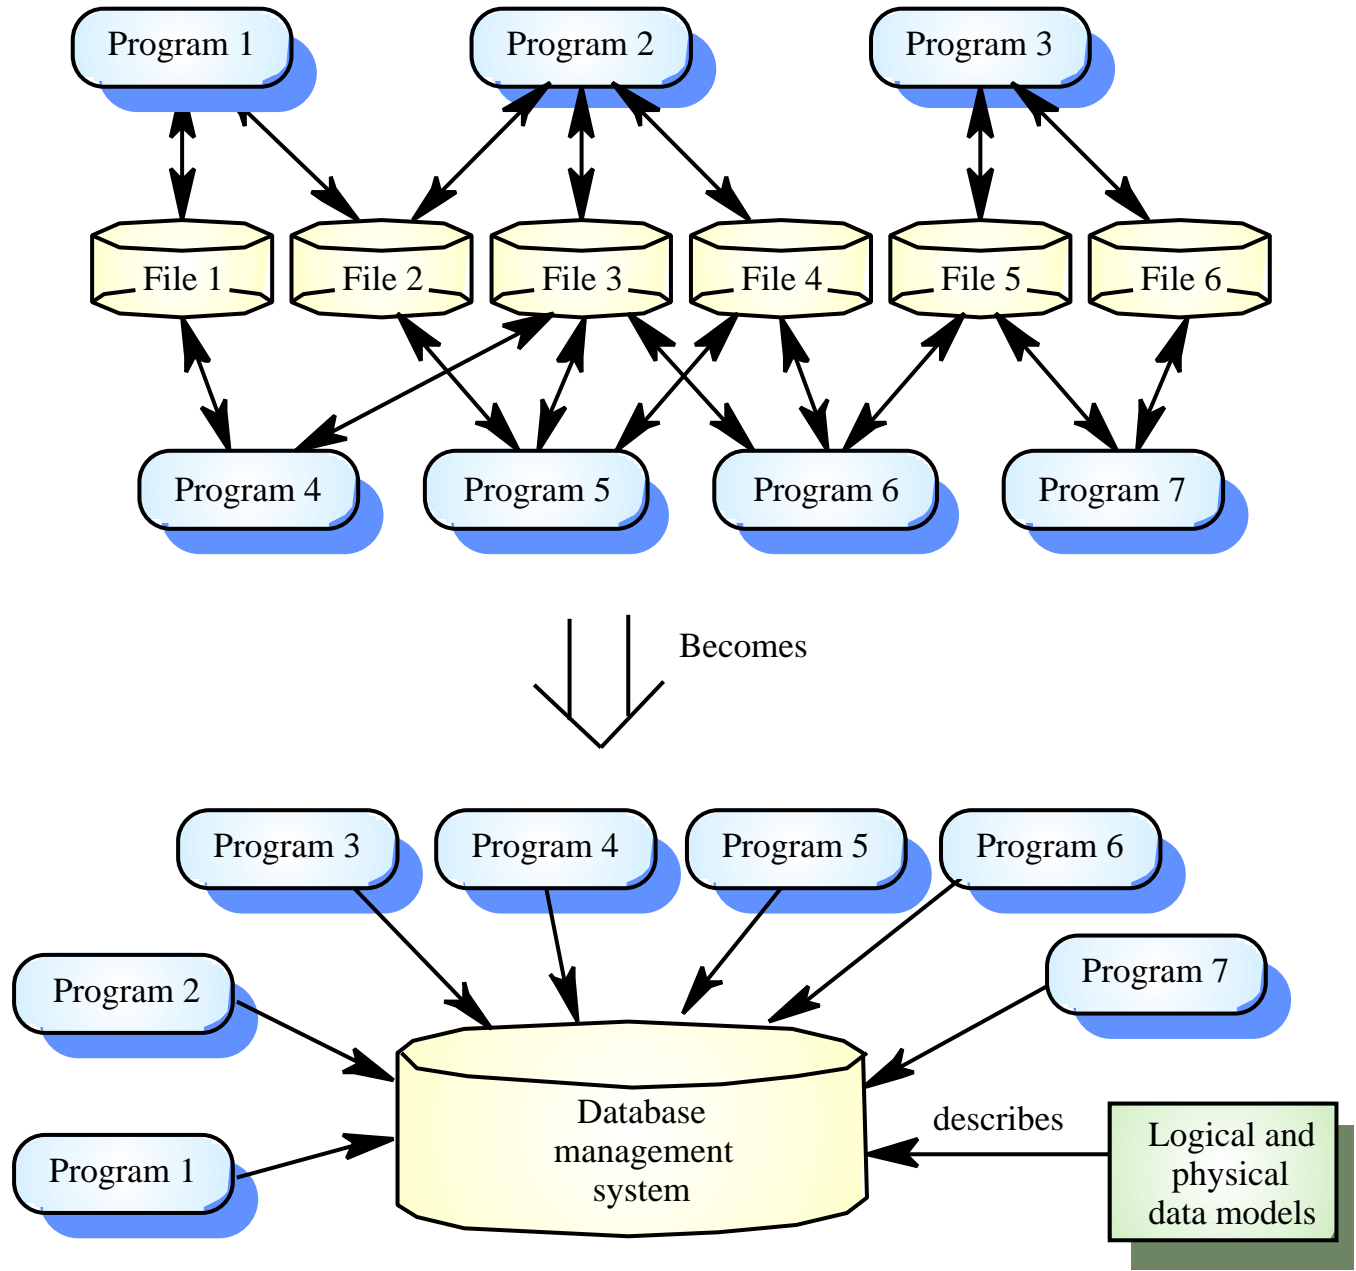 Program 1
Program 2
Program 3
File 1
File 2
File 3
File 4
File 5
File 6
Program 4
Program 5
Program 6
Program 7
Becomes
Program 3
Program 4
Program 5
Program 6
Program 2
Program 7
Database
management
system
describes
Logical and
physical
data models
Program 1